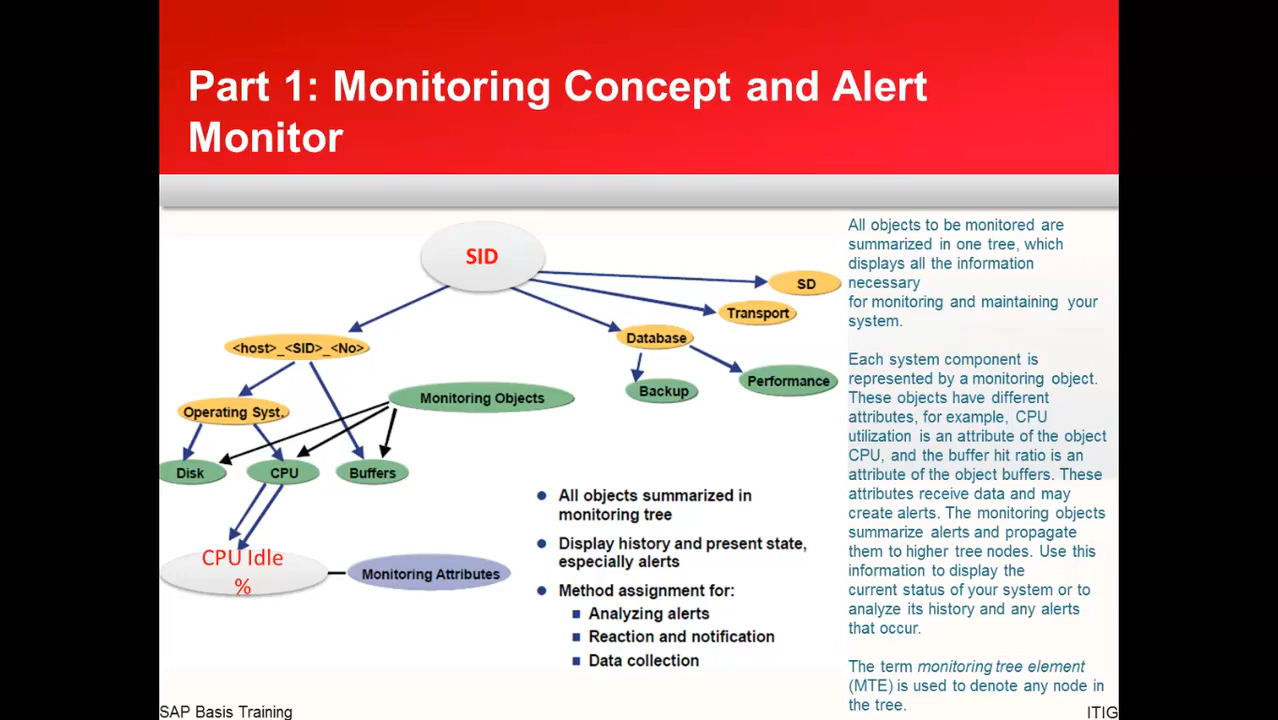 Part 1: Monitoring Concept and Alert
Monitor
SID
SD
Transport
Database
<host>_<SID>_<No>
Backup
Performance
Monitoring Objects
Operating Syst.
Disk
CPU
Buffers
CPU Idle
%
Monitoring Attributes
All objects summarized in
monitoring tree
Display history and present state,
especially alerts
Method assignment for:
Analyzing alerts
Reaction and notification
Data collection
All objects to be monitored are
summarized in one tree, which
displays all the information
necessary
for monitoring and maintaining your
system.
Each system component is
represented by a monitoring object.
These objects have different
attributes, for example, CPU
utilization is an attribute of the object
CPU, and the buffer hit ratio is an
attribute of the object buffers. These
attributes receive data and may
create alerts. The monitoring objects
summarize alerts and propagate
them to higher tree nodes. Use this
information to display the
current status of your system or to
analyze its history and any alerts
that occur.
The term monitoring tree element
(MTE) is used to denote any node in
the tree.
SAP Basis Training
ITIG